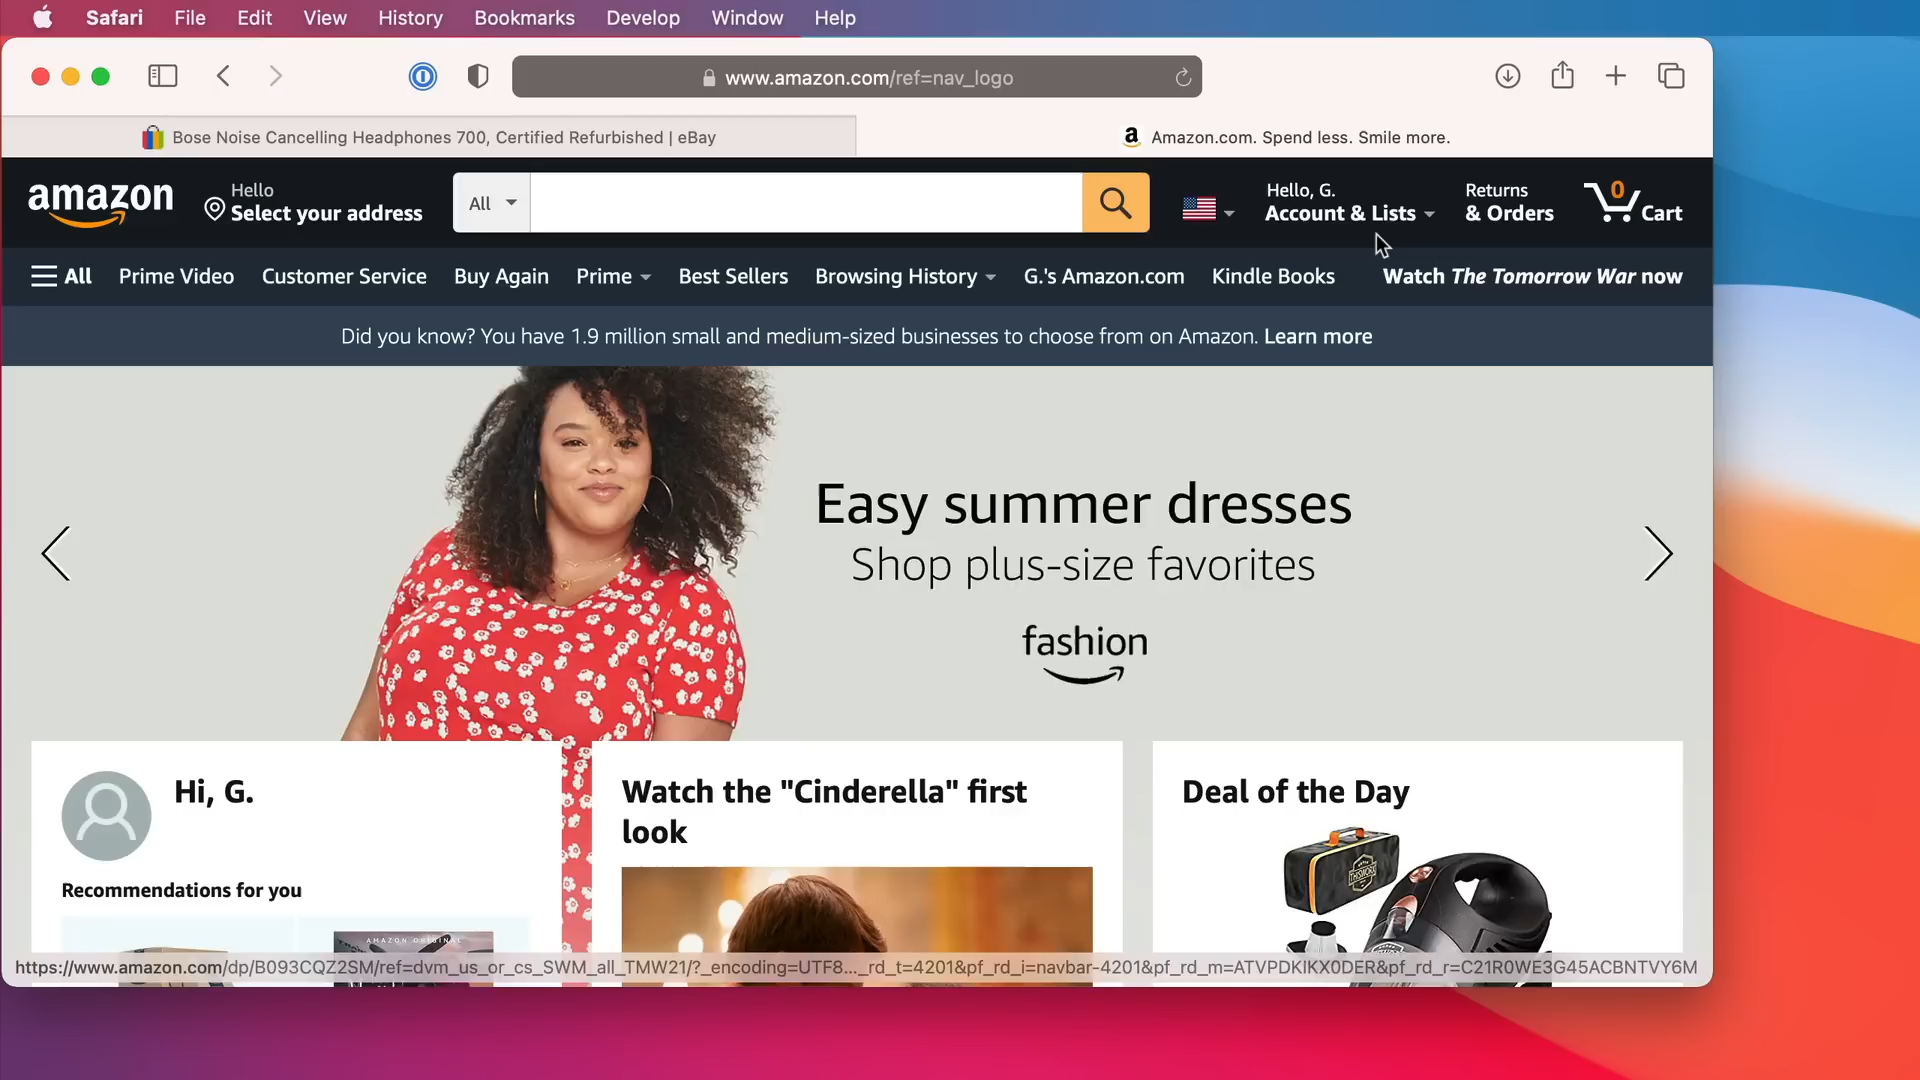 Safari File Edit View History Bookmarks Develop Window Help
www.amazon.com/ref=nav_logo
Bose Noise Cancelling Headphones 700, Certified Refurbished | eBay
Amazon.com. Spend less. Smile more.
amazon
Hello
Select your address
All
Hello, G.
Account & Lists
Returns
& Orders
0
Cart
All Prime Video Customer Service Buy Again Prime Best Sellers Browsing History G.'s Amazon.com Kindle Books Watch The Tomorrow War now
Did you know? You have 1.9 million small and medium-sized businesses to choose from on Amazon. Learn more
Easy summer dresses
Shop plus-size favorites
fashion
Hi, G.
Recommendations for you
AMAZON ORIGINAL
Watch the "Cinderella" first
look
Deal of the Day
THISWORX
https://www.amazon.com/dp/B093CQZ2SM/ref=dvm_us_or_cs_SWM_all_TMW21/?_encoding=UTF8..._rd_t=4201&pf_rd_i=navbar-4201&pf_rd_m=ATVPDKIKX0DER&pf_rd_r=C21R0WE3G45ACBNTVY6M